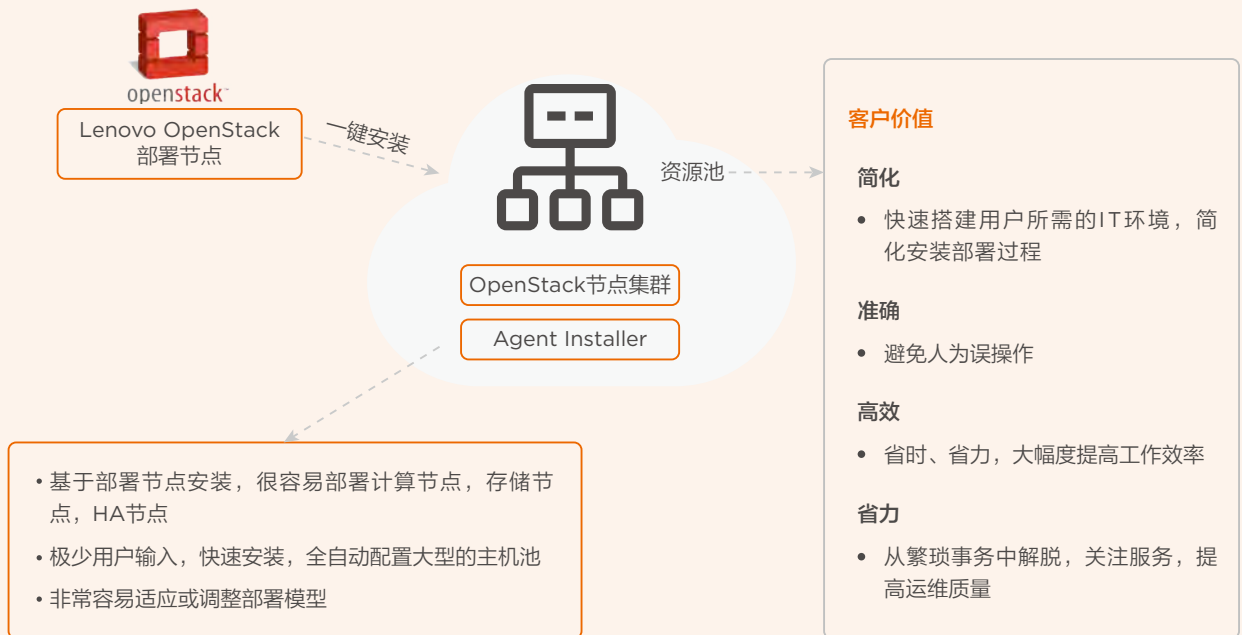 openstack™
Lenovo OpenStack
部署节点
一键安装
资源池
OpenStack节点集群
Agent Installer
• 基于部署节点安装，很容易部署计算节点，存储节
点，HA节点
• 极少用户输入，快速安装，全自动配置大型的主机池
• 非常容易适应或调整部署模型
客户价值
简化
• 快速搭建用户所需的IT环境，简
化安装部署过程
准确
• 避免人为误操作
高效
• 省时、省力，大幅度提高工作效率
省力
• 从繁琐事务中解脱，关注服务，提
高运维质量